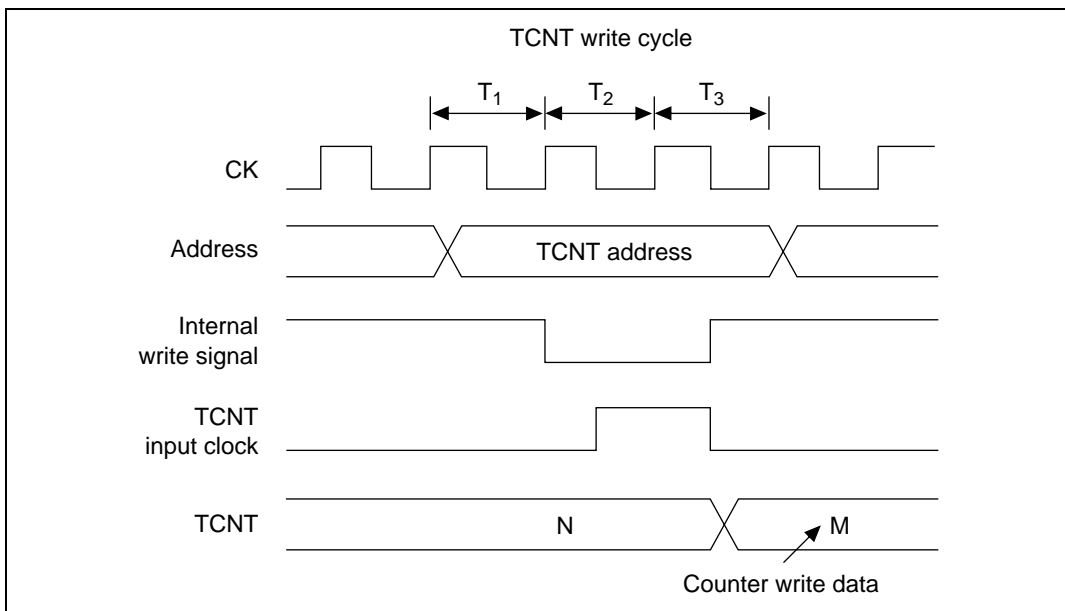 TCNT write cycle
T1 T2 T3
CK
Address
TCNT address
Internal
write signal
TCNT
input clock
TCNT
N
M
Counter write data